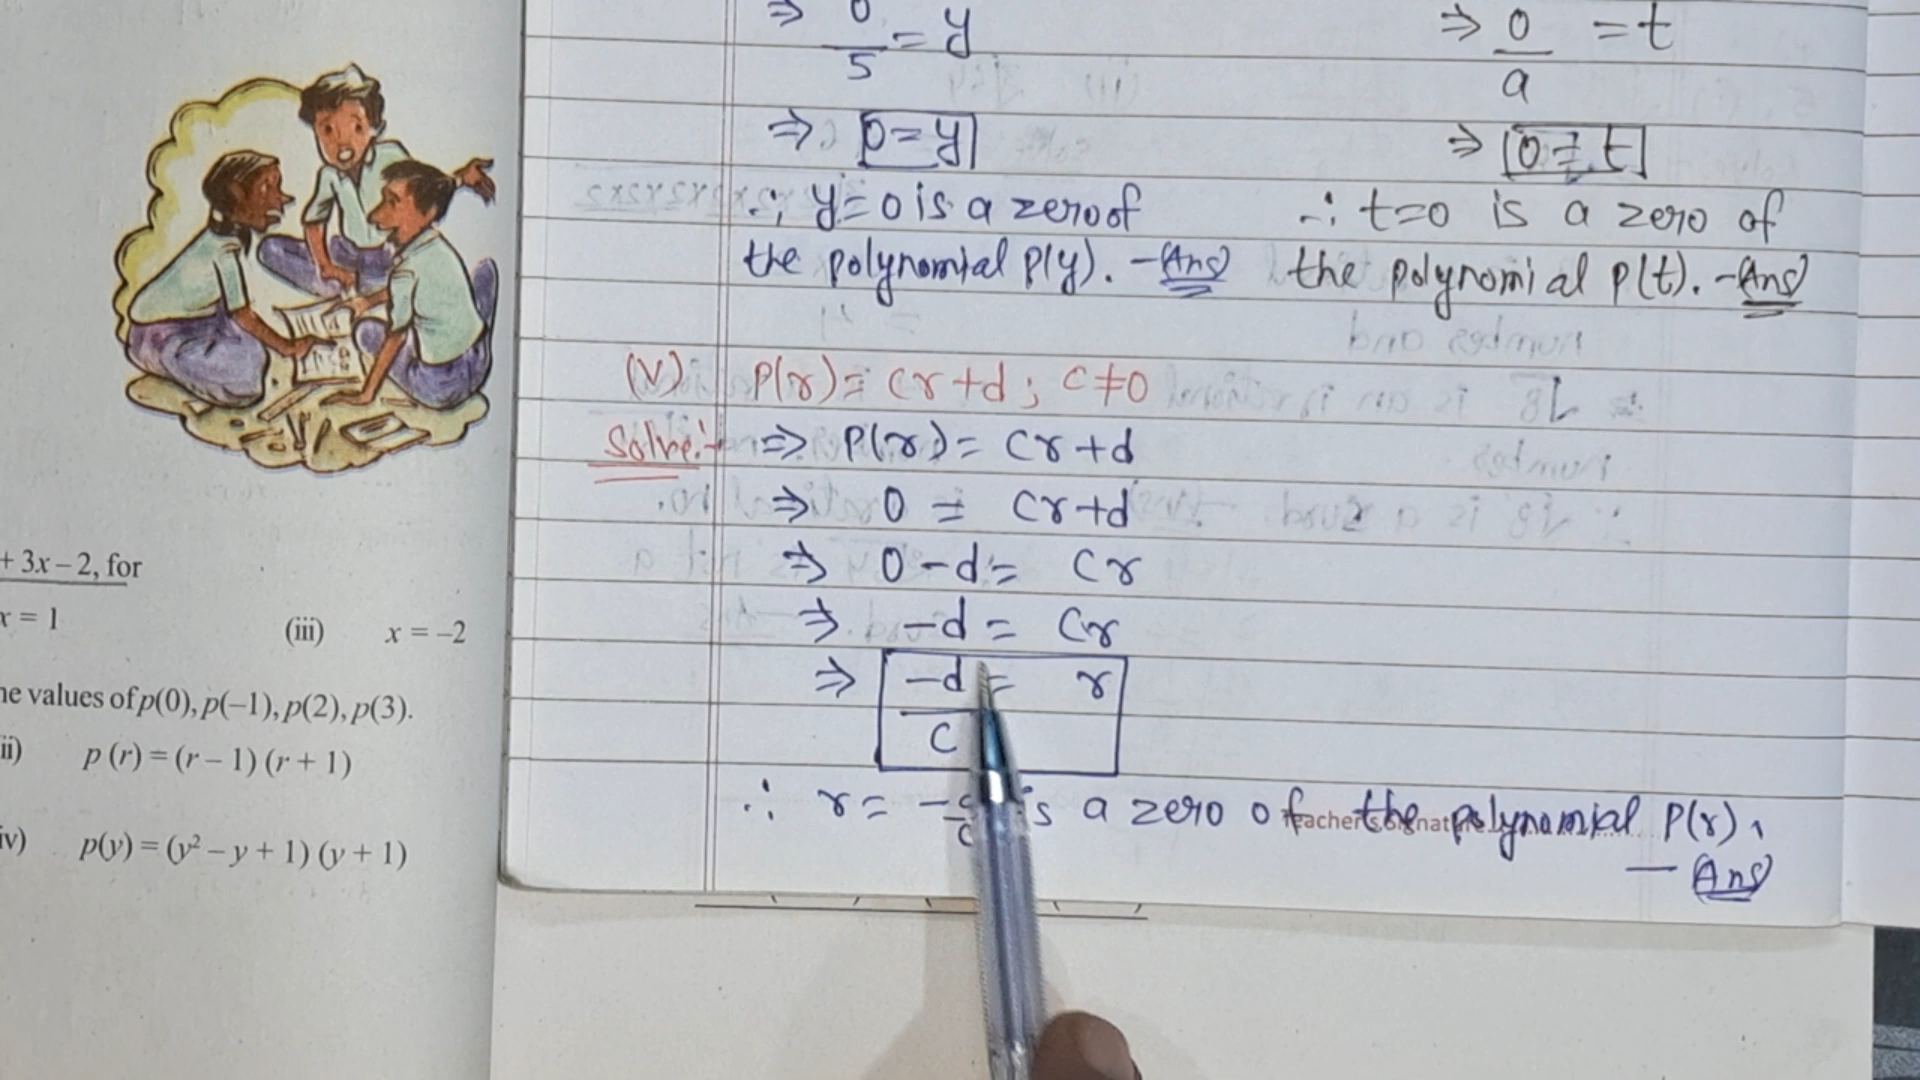 + 3x – 2, for
x = 1 (iii) x = –2
he values of p(0), p(–1), p(2), p(3).
ii) p (r) = (r – 1) (r + 1)
iv) p(y) = (y² – y + 1) (y + 1)
⇒ 0/5 = y
⇒ 0 = y
∴ y = 0 is a zero of
the polynomial P(y). – Ans
⇒ 0/a = t
⇒ 0 = t
∴ t = 0 is a zero of
the polynomial P(t). – Ans
(V) P(r) = cr + d ; c ≠ 0
Solve:- ⇒ P(r) = cr + d
⇒ 0 = cr + d
⇒ 0 – d = cr
⇒ –d = cr
⇒ –d/c = r
∴ r = is a zero of the polynomial P(r).
– Ans